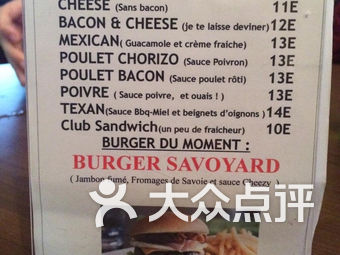 CHEESE (Sans bacon) 11E
BACON & CHEESE (je te laisse deviner) 12E
MEXICAN( Guacamole et crème fraiche) 13E
POULET CHORIZO (Sauce Poivron) 13E
POULET BACON (Sauce poulet rôti) 13E
POIVRE ( Sauce poivre, et ouais ! ) 13E
TEXAN(Sauce Bbq-Miel et beignets d'oignons ) 14E
Club Sandwich(un peu de fraicheur) 10E
BURGER DU MOMENT :
BURGER SAVOYARD
( Jambon fumé, Fromages de Savoie et sauce Cheezy )
大众点评